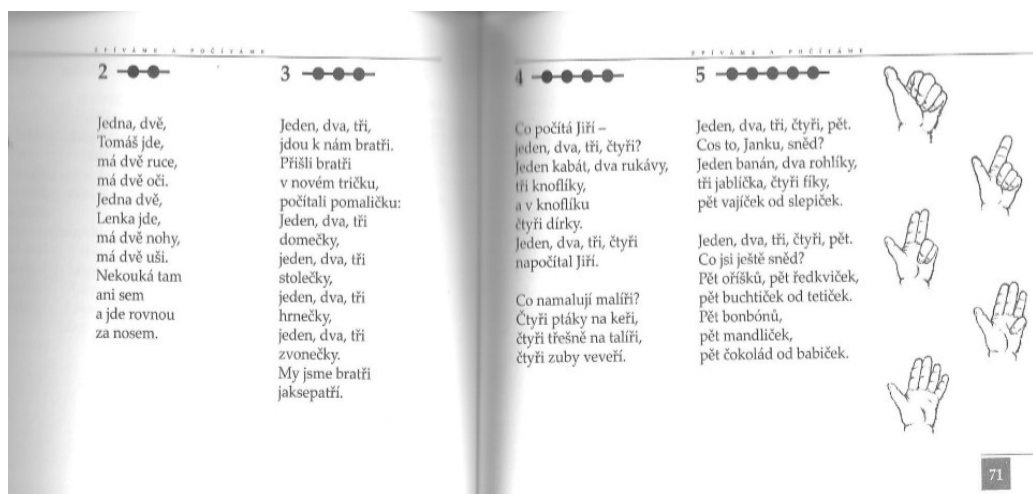 ZPÍVÁME A POČÍTÁME
2
Jedna, dvě,
Tomáš jde,
má dvě ruce,
má dvě oči.
Jedna dvě,
Lenka jde,
má dvě nohy,
má dvě uši.
Nekouká tam
ani sem
a jde rovnou
za nosem.
3
Jeden, dva, tři,
jdou k nám bratři.
Přišli bratři
v novém tričku,
počítali pomaličku:
Jeden, dva, tři
domečky,
jeden, dva, tři
stolečky,
jeden, dva, tři
hrnečky,
jeden, dva, tři
zvonečky.
My jsme bratři
jaksepatří.
ZPÍVÁME A POČÍTÁME
4
Co počítá Jiří –
jeden, dva, tři, čtyři?
Jeden kabát, dva rukávy,
tři knoflíky,
a v knoflíku
čtyři dírky.
Jeden, dva, tři, čtyři
napočítal Jiří.
Co namalují malíři?
Čtyři ptáky na keři,
čtyři třešně na talíři,
čtyři zuby veveří.
5
Jeden, dva, tři, čtyři, pět.
Cos to, Janku, sněd?
Jeden banán, dva rohlíky,
tři jablíčka, čtyři fíky,
pět vajíček od slepiček.
Jeden, dva, tři, čtyři, pět.
Co jsi ještě sněd?
Pět oříšků, pět ředkviček,
pět buchtiček od tetiček.
Pět bonbónů,
pět mandliček,
pět čokolád od babiček.
71